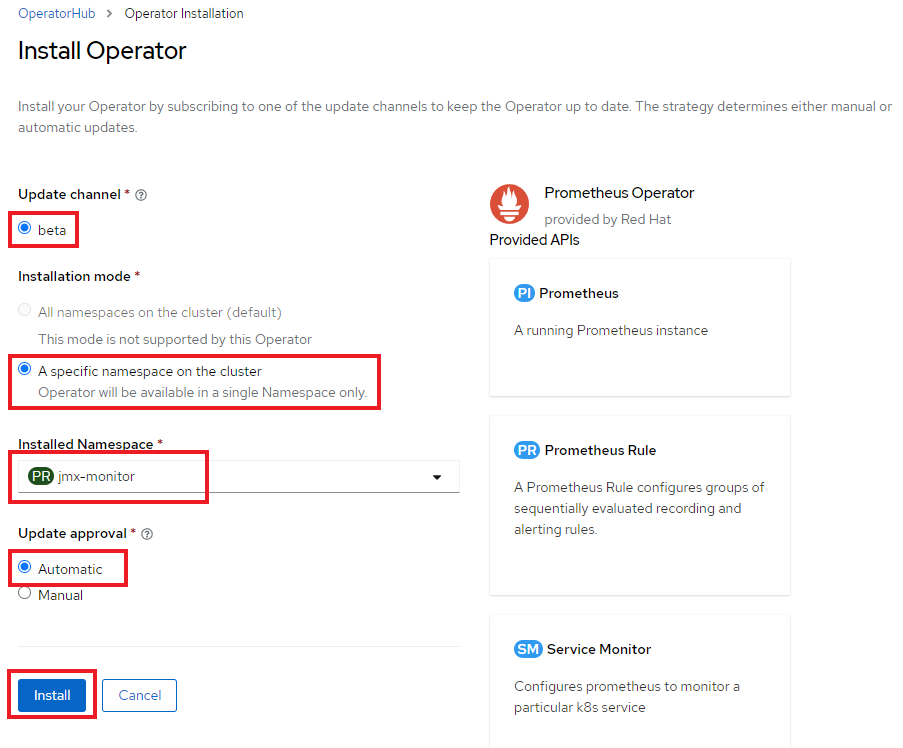 OperatorHub > Operator Installation
Install Operator
Install your Operator by subscribing to one of the update channels to keep the Operator up to date. The strategy determines either manual or
automatic updates.
Update channel *
beta
Installation mode *
All namespaces on the cluster (default)
This mode is not supported by this Operator
A specific namespace on the cluster
Operator will be available in a single Namespace only.
Installed Namespace *
PR jmx-monitor
Update approval *
Automatic
Manual
Install Cancel
Prometheus Operator
provided by Red Hat
Provided APIs
PI Prometheus
A running Prometheus instance
PR Prometheus Rule
A Prometheus Rule configures groups of
sequentially evaluated recording and
alerting rules.
SM Service Monitor
Configures prometheus to monitor a
particular k8s service